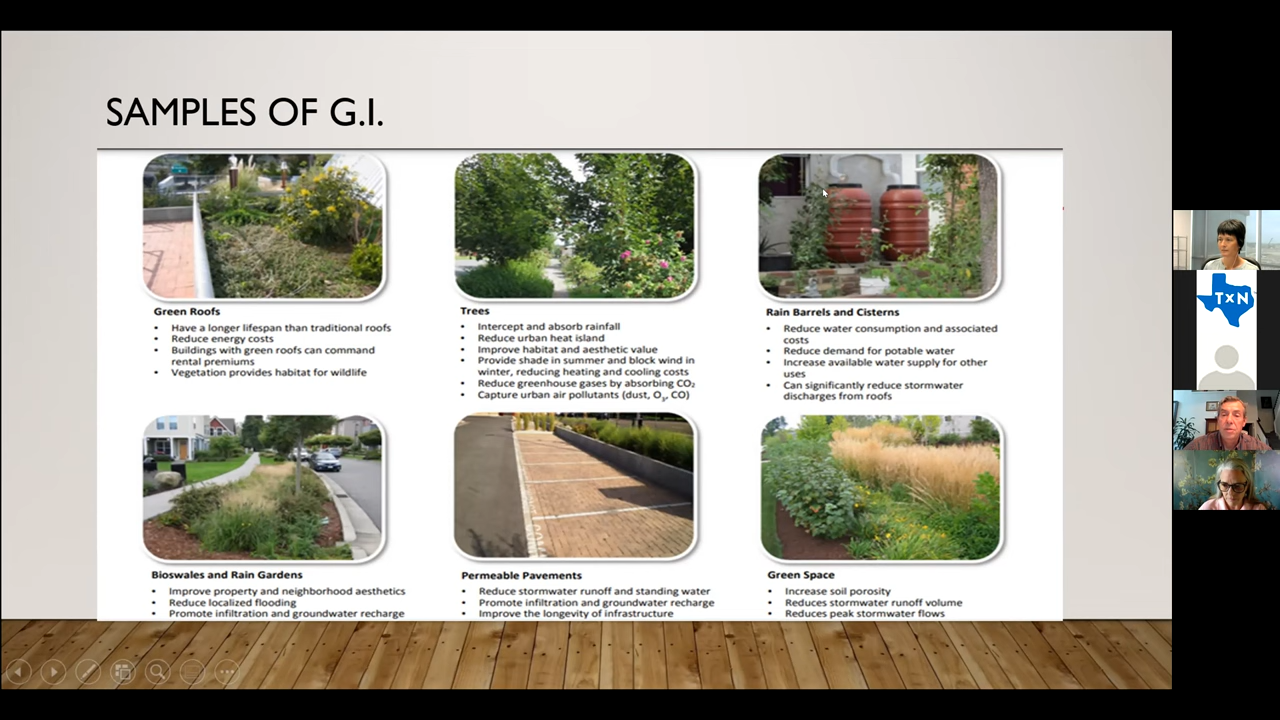 SAMPLES OF G.I.
Green Roofs
• Have a longer lifespan than traditional roofs
• Reduce energy costs
• Buildings with green roofs can command
rental premiums
• Vegetation provides habitat for wildlife
Trees
• Intercept and absorb rainfall
• Reduce urban heat island
• Improve habitat and aesthetic value
• Provide shade in summer and block wind in
winter, reducing heating and cooling costs
• Reduce greenhouse gases by absorbing CO₂
• Capture urban air pollutants (dust, O₃, CO)
Rain Barrels and Cisterns
• Reduce water consumption and associated
costs
• Reduce demand for potable water
• Increase available water supply for other
uses
• Can significantly reduce stormwater
discharges from roofs
Bioswales and Rain Gardens
• Improve property and neighborhood aesthetics
• Reduce localized flooding
• Promote infiltration and groundwater recharge
Permeable Pavements
• Reduce stormwater runoff and standing water
• Promote infiltration and groundwater recharge
• Improve the longevity of infrastructure
Green Space
• Increase soil porosity
• Reduces stormwater runoff volume
• Reduces peak stormwater flows
TXN